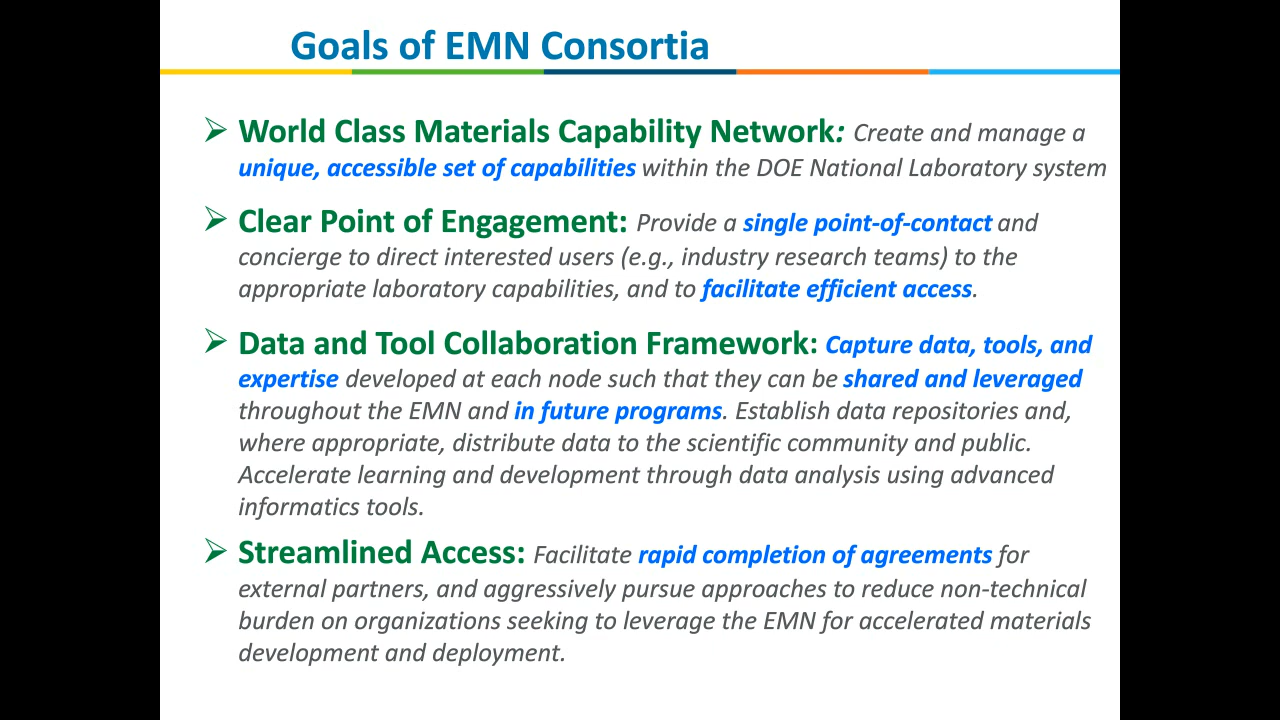 Goals of EMN Consortia
➢ World Class Materials Capability Network: Create and manage a
unique, accessible set of capabilities within the DOE National Laboratory system
➢ Clear Point of Engagement: Provide a single point-of-contact and
concierge to direct interested users (e.g., industry research teams) to the
appropriate laboratory capabilities, and to facilitate efficient access.
➢ Data and Tool Collaboration Framework: Capture data, tools, and
expertise developed at each node such that they can be shared and leveraged
throughout the EMN and in future programs. Establish data repositories and,
where appropriate, distribute data to the scientific community and public.
Accelerate learning and development through data analysis using advanced
informatics tools.
➢ Streamlined Access: Facilitate rapid completion of agreements for
external partners, and aggressively pursue approaches to reduce non-technical
burden on organizations seeking to leverage the EMN for accelerated materials
development and deployment.